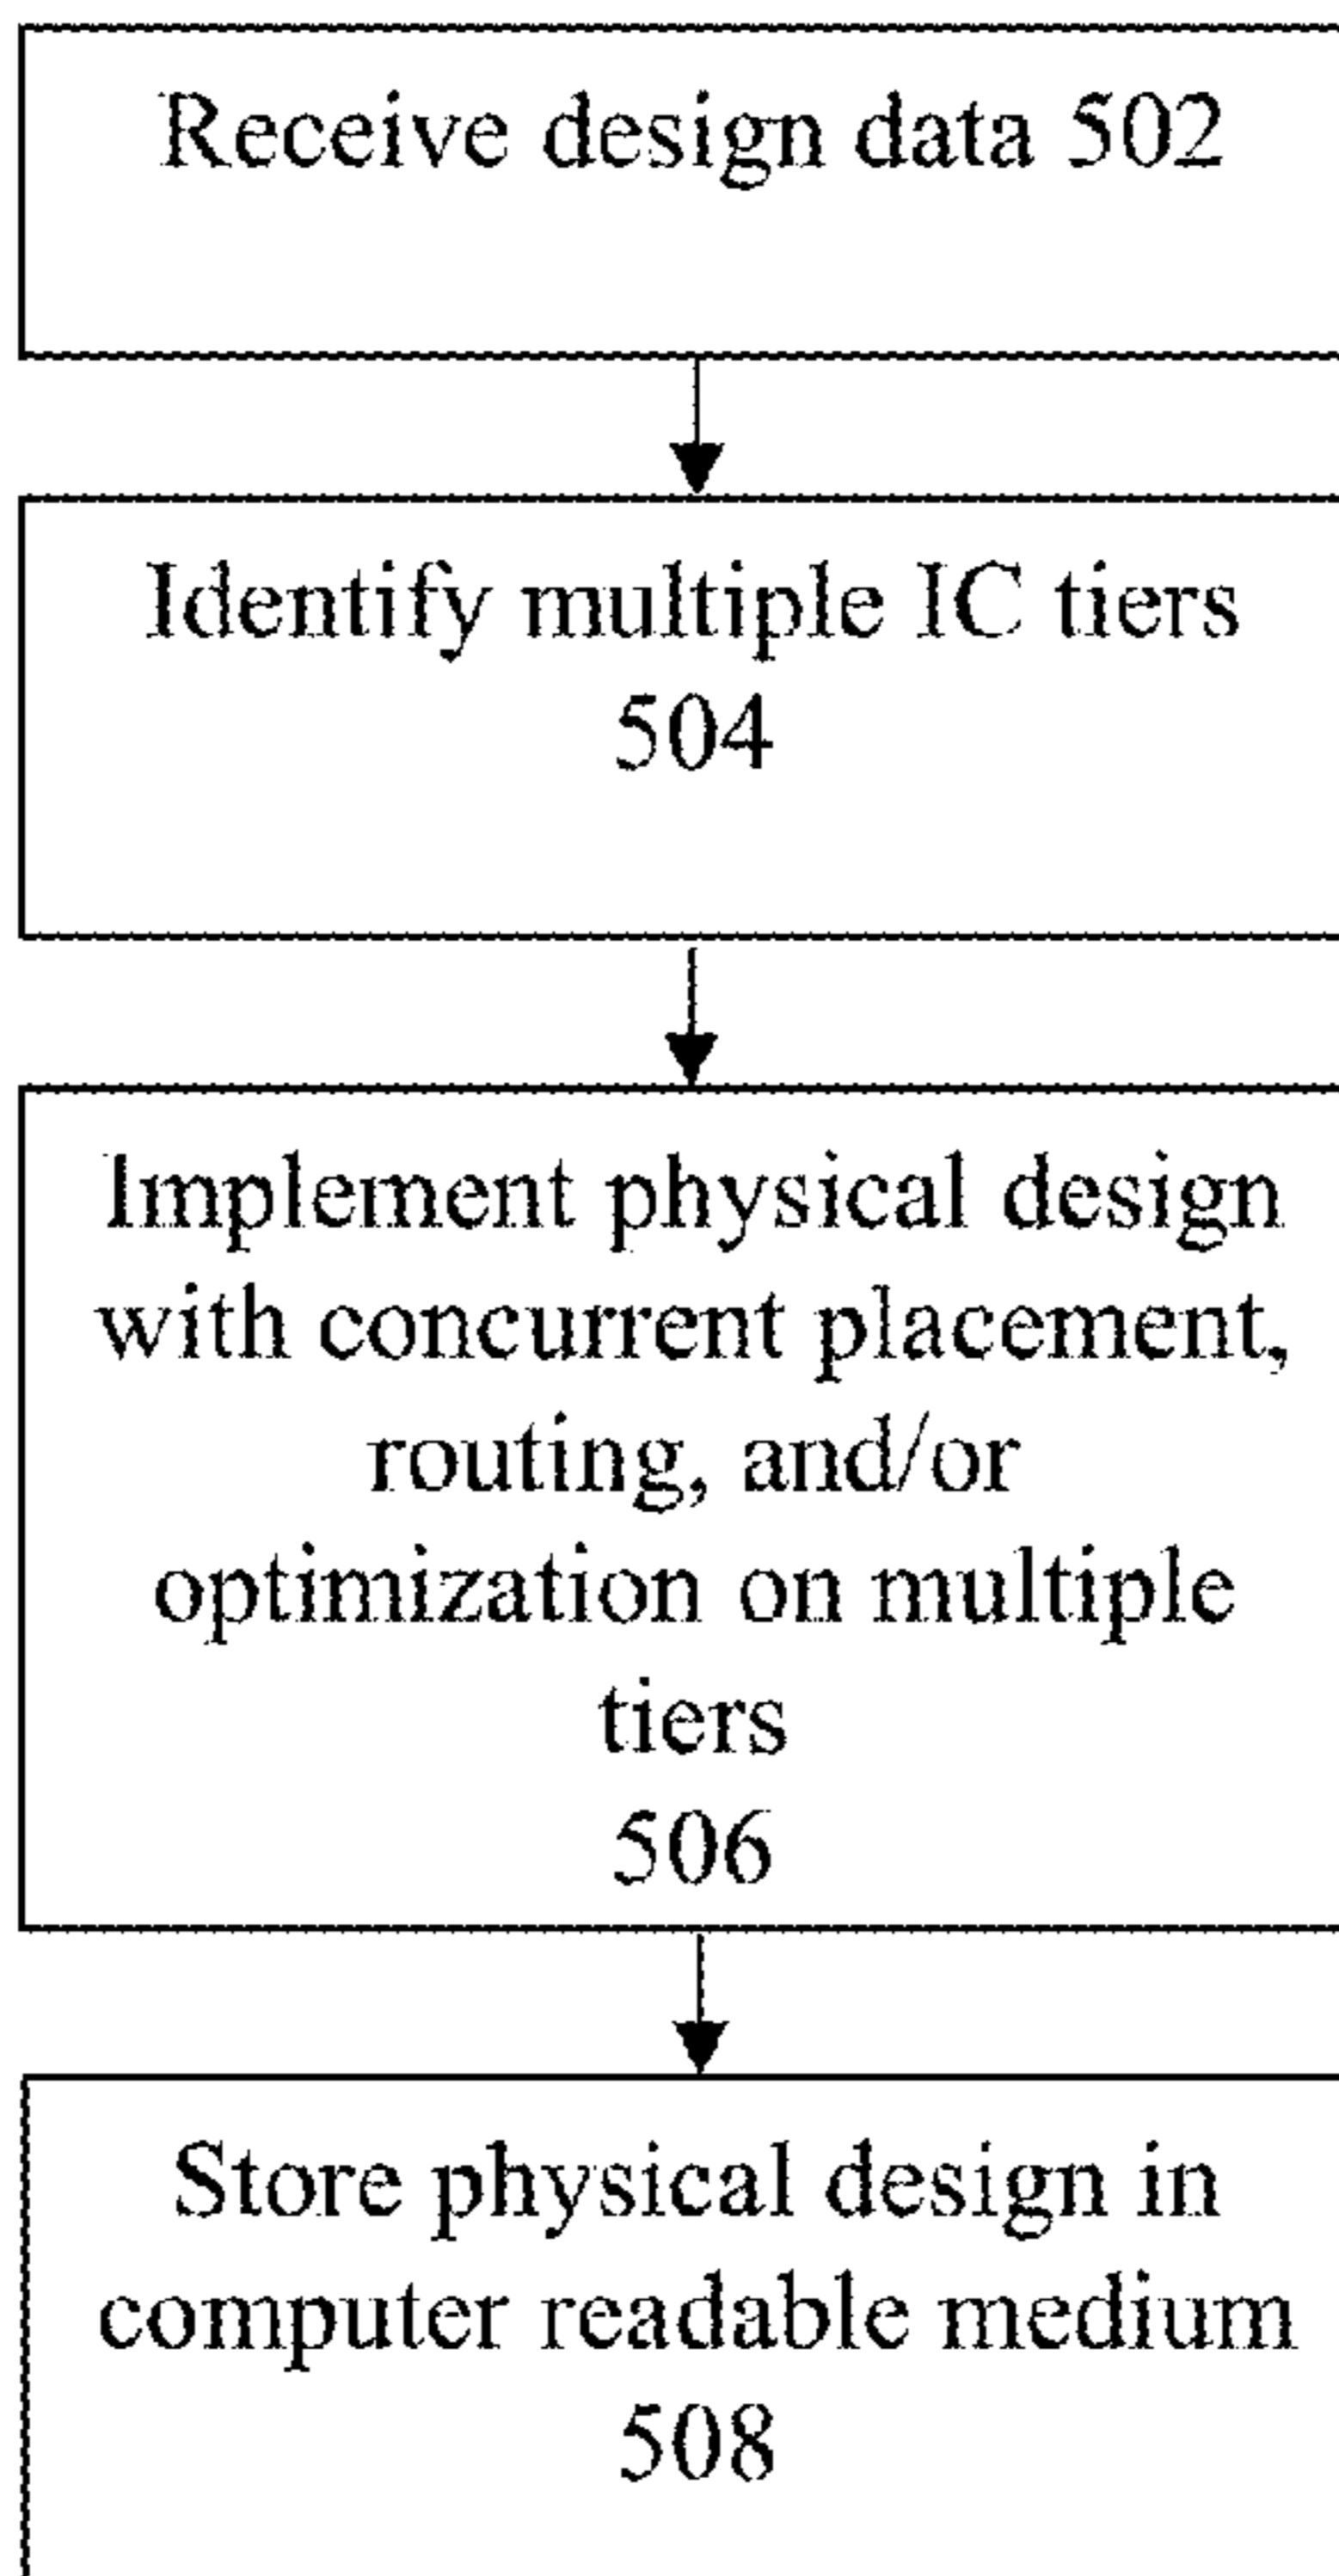 Receive design data 502
Identify multiple IC tiers
504
Implement physical design
with concurrent placement,
routing, and/or
optimization on multiple
tiers
506
Store physical design in
computer readable medium
508